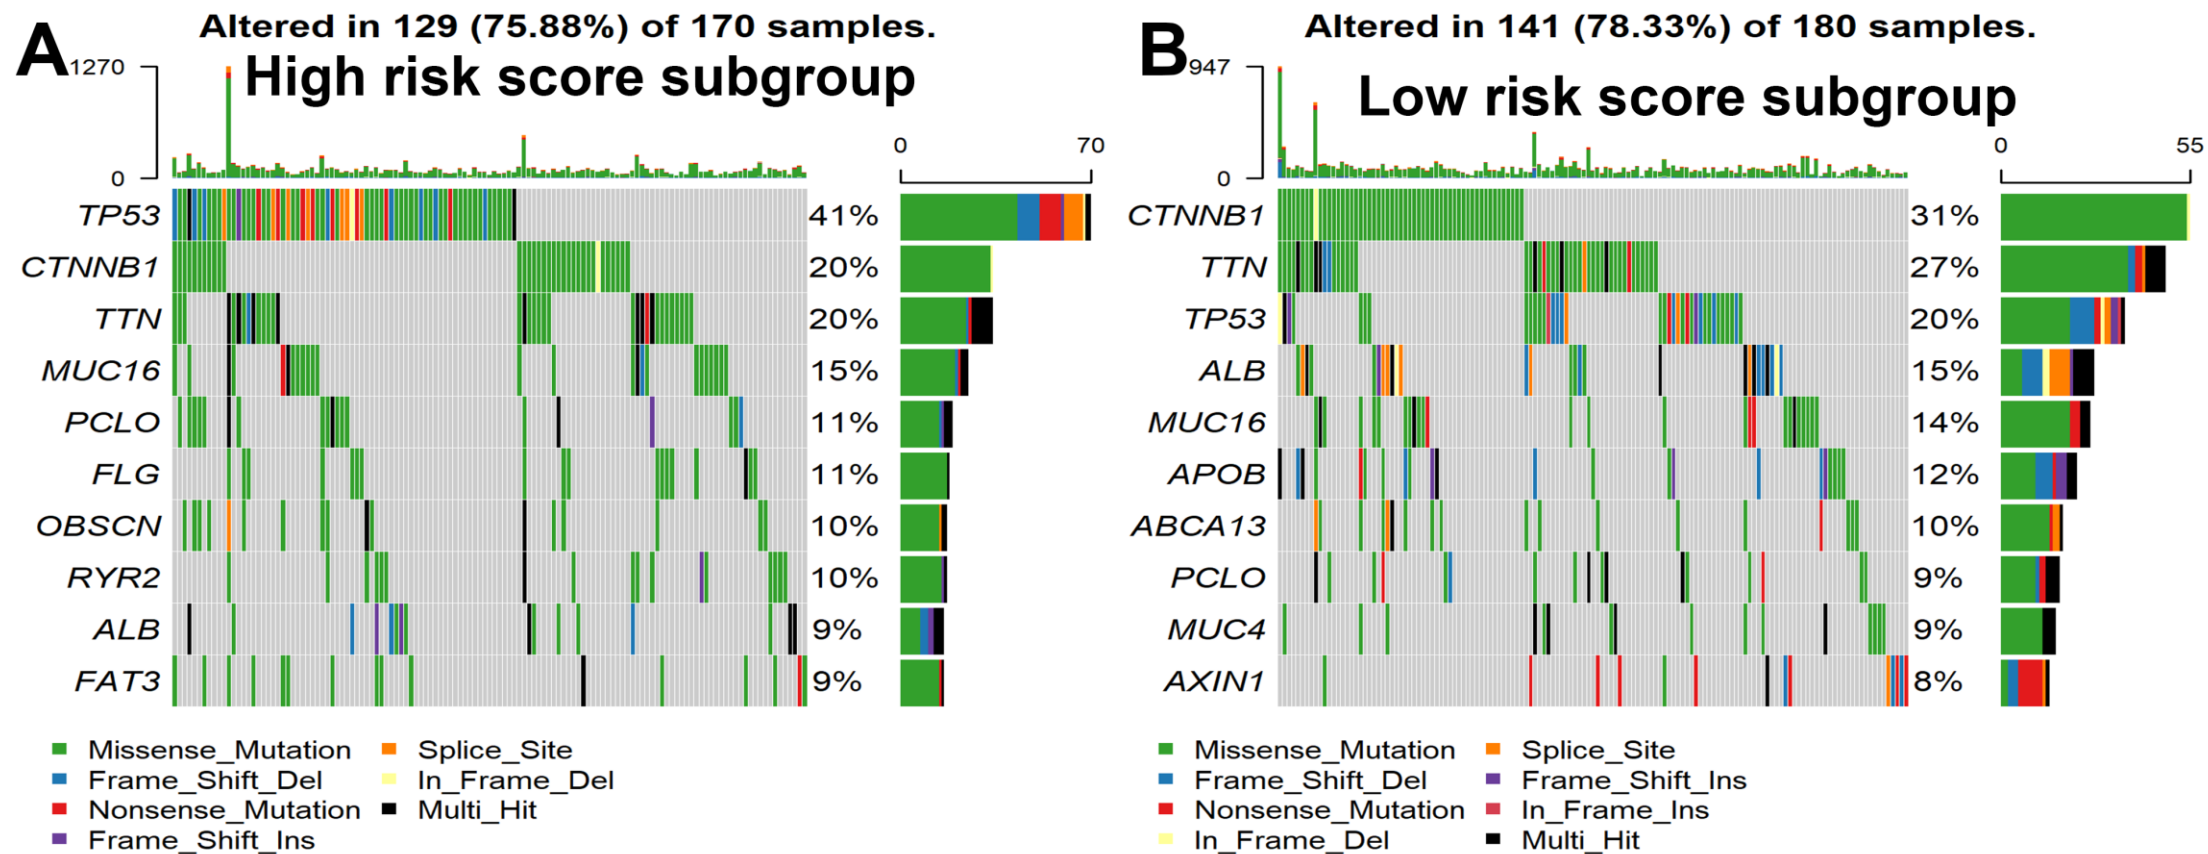 A
Altered in 129 (75.88%) of 170 samples.
High risk score subgroup
1270
0
0 70
TP53 41%
CTNNB1 20%
TTN 20%
MUC16 15%
PCLO 11%
FLG 11%
OBSCN 10%
RYR2 10%
ALB 9%
FAT3 9%
Missense_Mutation Splice_Site
Frame_Shift_Del In_Frame_Del
Nonsense_Mutation Multi_Hit
Frame_Shift_Ins
B
Altered in 141 (78.33%) of 180 samples.
Low risk score subgroup
947
0
0 55
CTNNB1 31%
TTN 27%
TP53 20%
ALB 15%
MUC16 14%
APOB 12%
ABCA13 10%
PCLO 9%
MUC4 9%
AXIN1 8%
Missense_Mutation Splice_Site
Frame_Shift_Del Frame_Shift_Ins
Nonsense_Mutation In_Frame_Ins
In_Frame_Del Multi_Hit